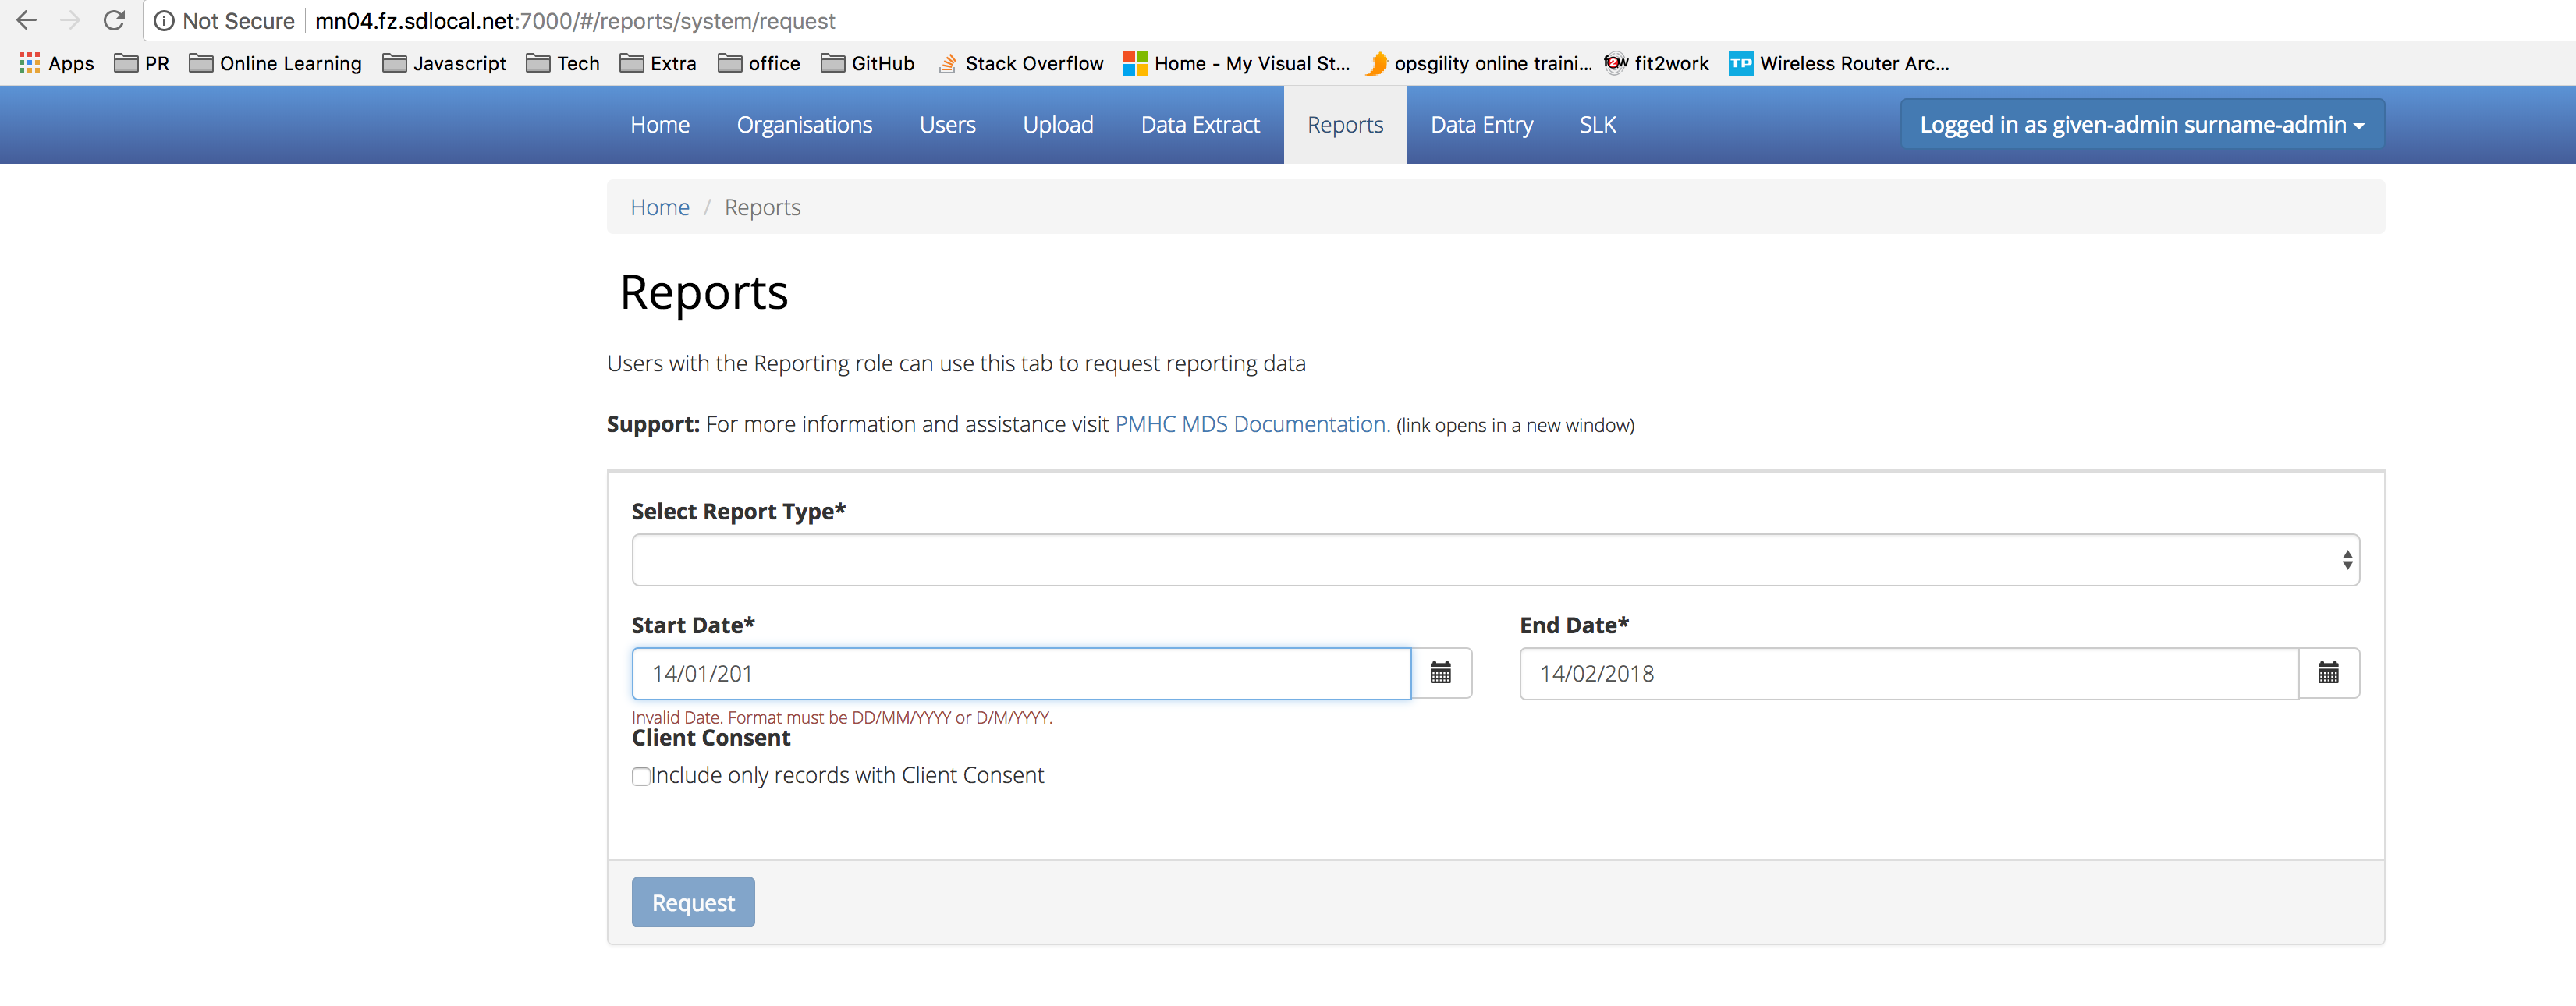 Not Secure mn04.fz.sdlocal.net:7000/#/reports/system/request
Apps PR Online Learning Javascript Tech Extra office GitHub Stack Overflow Home - My Visual St... opsgility online traini... f2w fit2work TP Wireless Router Arc...
Home Organisations Users Upload Data Extract Reports Data Entry SLK Logged in as given-admin surname-admin
Home / Reports
Reports
Users with the Reporting role can use this tab to request reporting data
Support: For more information and assistance visit PMHC MDS Documentation. (link opens in a new window)
Select Report Type*
Start Date* End Date*
14/01/201 14/02/2018
Invalid Date. Format must be DD/MM/YYYY or D/M/YYYY.
Client Consent
Include only records with Client Consent
Request